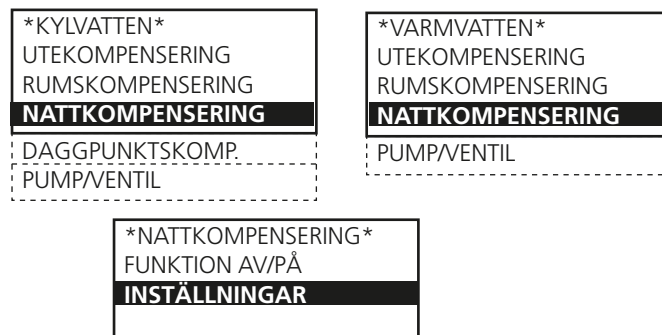 *KYLVATTEN*
UTEKOMPENSERING
RUMSKOMPENSERING
NATTKOMPENSERING
DAGGPUNKTSKOMP.
PUMP/VENTIL
*VARMVATTEN*
UTEKOMPENSERING
RUMSKOMPENSERING
NATTKOMPENSERING
PUMP/VENTIL
*NATTKOMPENSERING*
FUNKTION AV/PÅ
INSTÄLLNINGAR